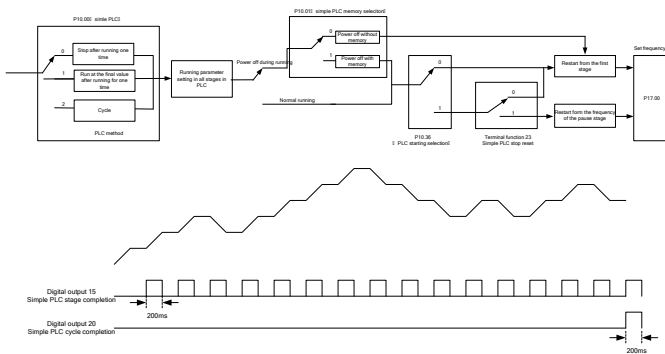 P10.00【 simle PLC】
0
Stop after running one
time
1
Run at the final value
after running for one
time
2
Cycle
PLC method
Running parameter
setting in all stages in
PLC
Power off during running
P10.01【 simple PLC memory selection】
0
Power off without
memory
1
Power off with
memory
Normal running
0
1
P10.36
【 PLC starting selection】
0
1
Terminal function 23
Simple PLC stop reset
Restart from the first
stage
Restart form the frequency
of the pause stage
Set frequency
P17.00
Digital output 15
Simple PLC stage completion
200ms
Digital output 20
Simple PLC cycle completion
200ms